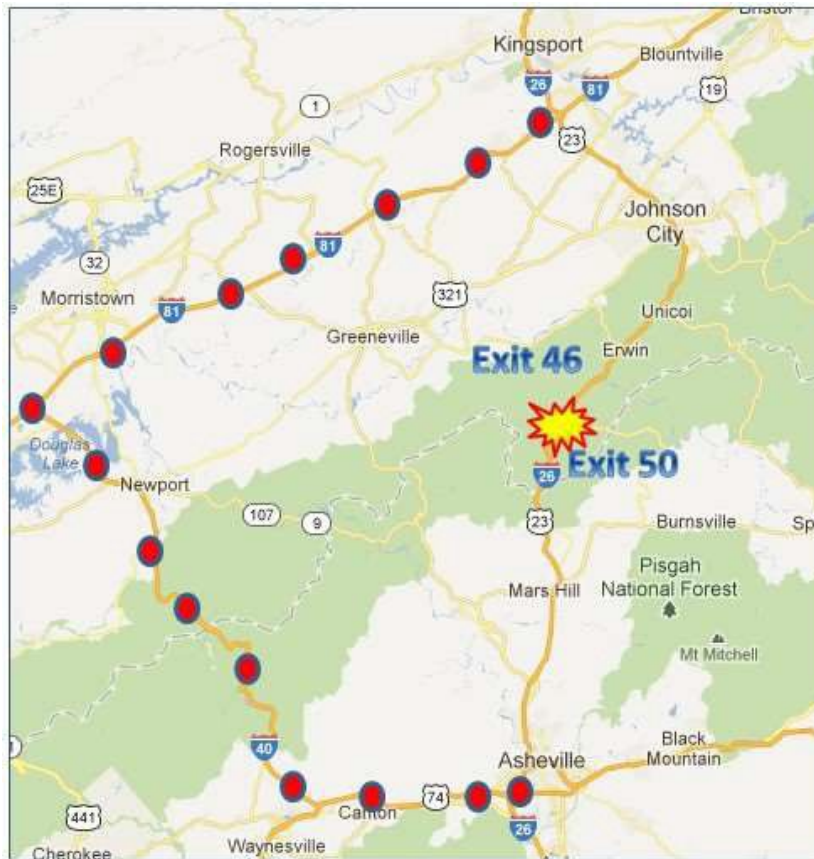 Bristol
Kingsport
Blountville
26
81
19
1
23
Rogersville
25E
Johnson
City
81
32
321
Morristown
81
Unicoi
Greeneville
Erwin
Exit 46
Douglas
Lake
Exit 50
26
Newport
107
9
23
Burnsville
Sp
Pisgah
National Forest
Mars Hill
Mt Mitchell
40
Black
Mountain
Asheville
74
Canton
441
26
Waynesville
Cherokee